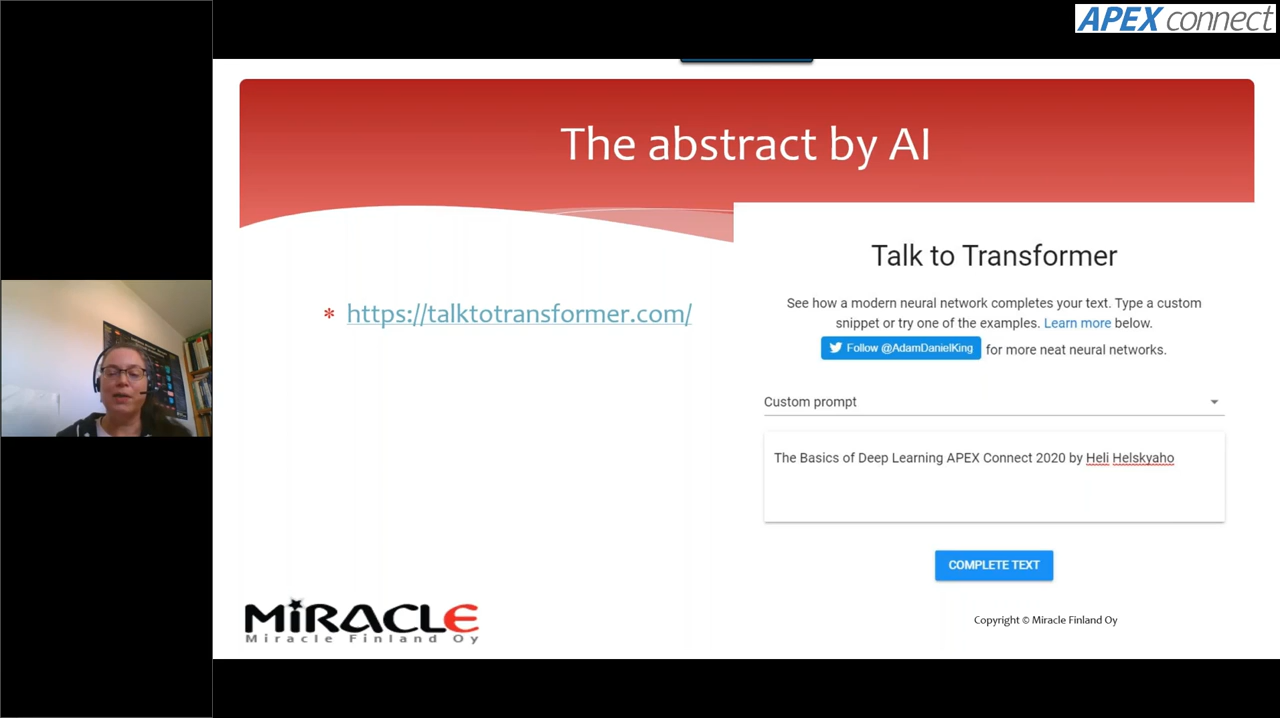 APEX connect
The abstract by AI
* https://talktotransformer.com/
Talk to Transformer
See how a modern neural network completes your text. Type a custom
snippet or try one of the examples. Learn more below.
Follow @AdamDanielKing for more neat neural networks.
Custom prompt
The Basics of Deep Learning APEX Connect 2020 by Heli Helskyaho
COMPLETE TEXT
MiRACLE
Miracle Finland Oy
Copyright © Miracle Finland Oy